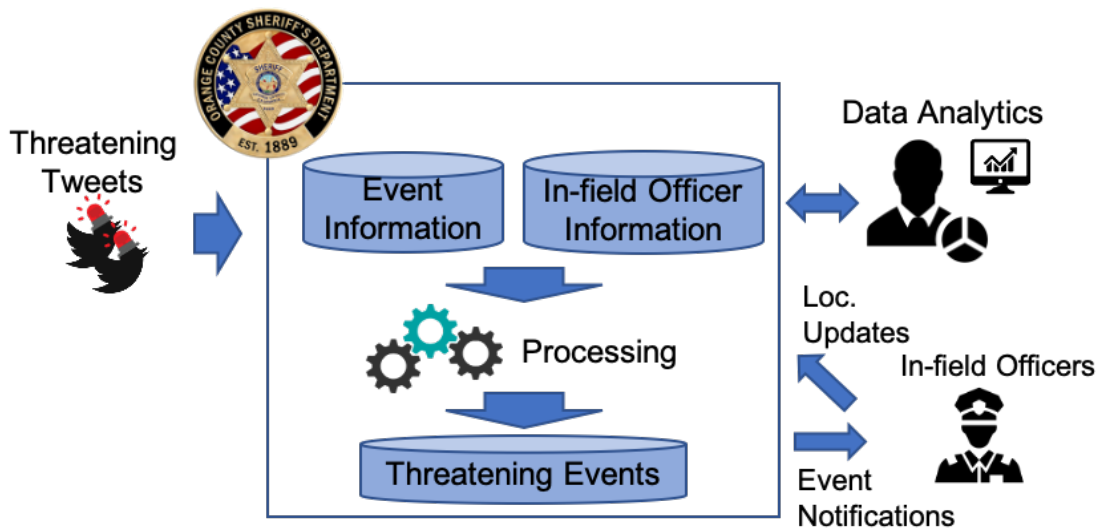 ORANGE COUNTY SHERIFF'S DEPARTMENT
SHERIFF
EST. 1889
Threatening
Tweets
Event
Information
In-field Officer
Information
Data Analytics
Processing
Loc.
Updates
In-field Officers
Threatening Events
Event
Notifications